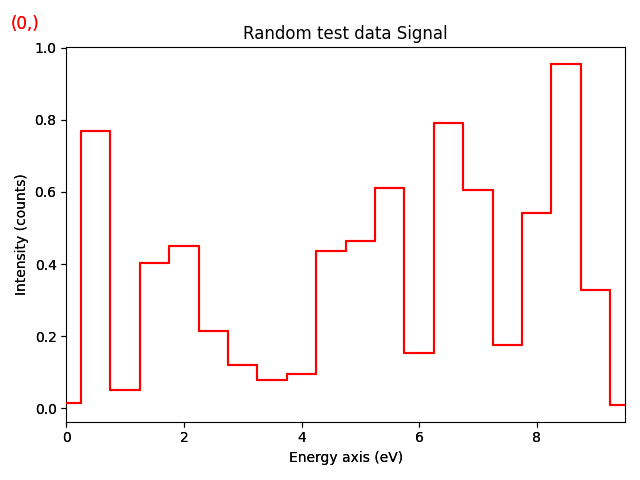 (0,)
Random test data Signal
1.0
0.8
0.6
0.4
0.2
0.0
Intensity (counts)
0 2 4 6 8
Energy axis (eV)